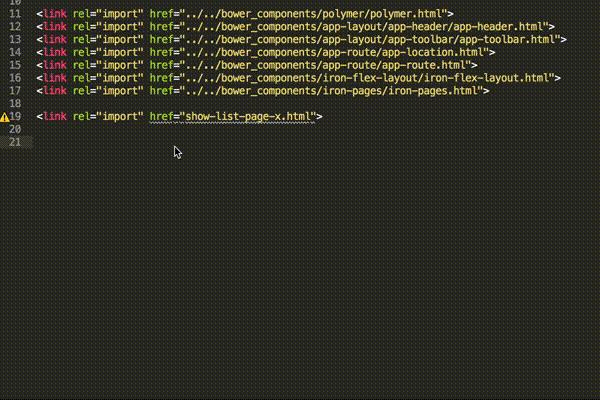 10
11 <link rel="import" href="../../bower_components/polymer/polymer.html">
12 <link rel="import" href="../../bower_components/app-layout/app-header/app-header.html">
13 <link rel="import" href="../../bower_components/app-layout/app-toolbar/app-toolbar.html">
14 <link rel="import" href="../../bower_components/app-route/app-location.html">
15 <link rel="import" href="../../bower_components/app-route/app-route.html">
16 <link rel="import" href="../../bower_components/iron-flex-layout/iron-flex-layout.html">
17 <link rel="import" href="../../bower_components/iron-pages/iron-pages.html">
18
19 <link rel="import" href="show-list-page-x.html">
20
21